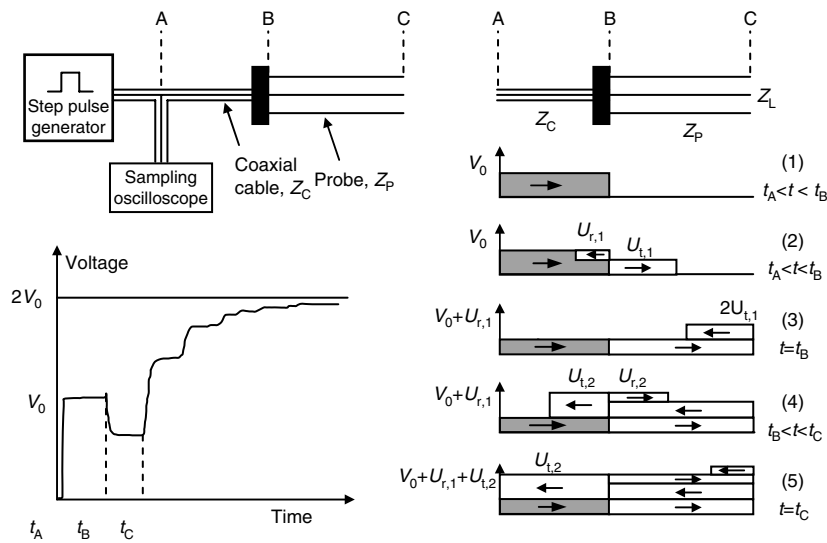 A
B
C
Step pulse
generator
Sampling
oscilloscope
Coaxial
cable, Z_C
Probe, Z_P
Voltage
2V_0
V_0
t_A
t_B
t_C
Time
A
B
C
Z_C
Z_P
Z_L
V_0
(1)
t_A<t < t_B
V_0
U_r,1
U_t,1
(2)
t_A<t<t_B
V_0+U_r,1
2U_t,1
(3)
t=t_B
V_0+U_r,1
U_t,2
U_r,2
(4)
t_B<t<t_C
V_0+U_r,1+U_t,2
U_t,2
(5)
t=t_C